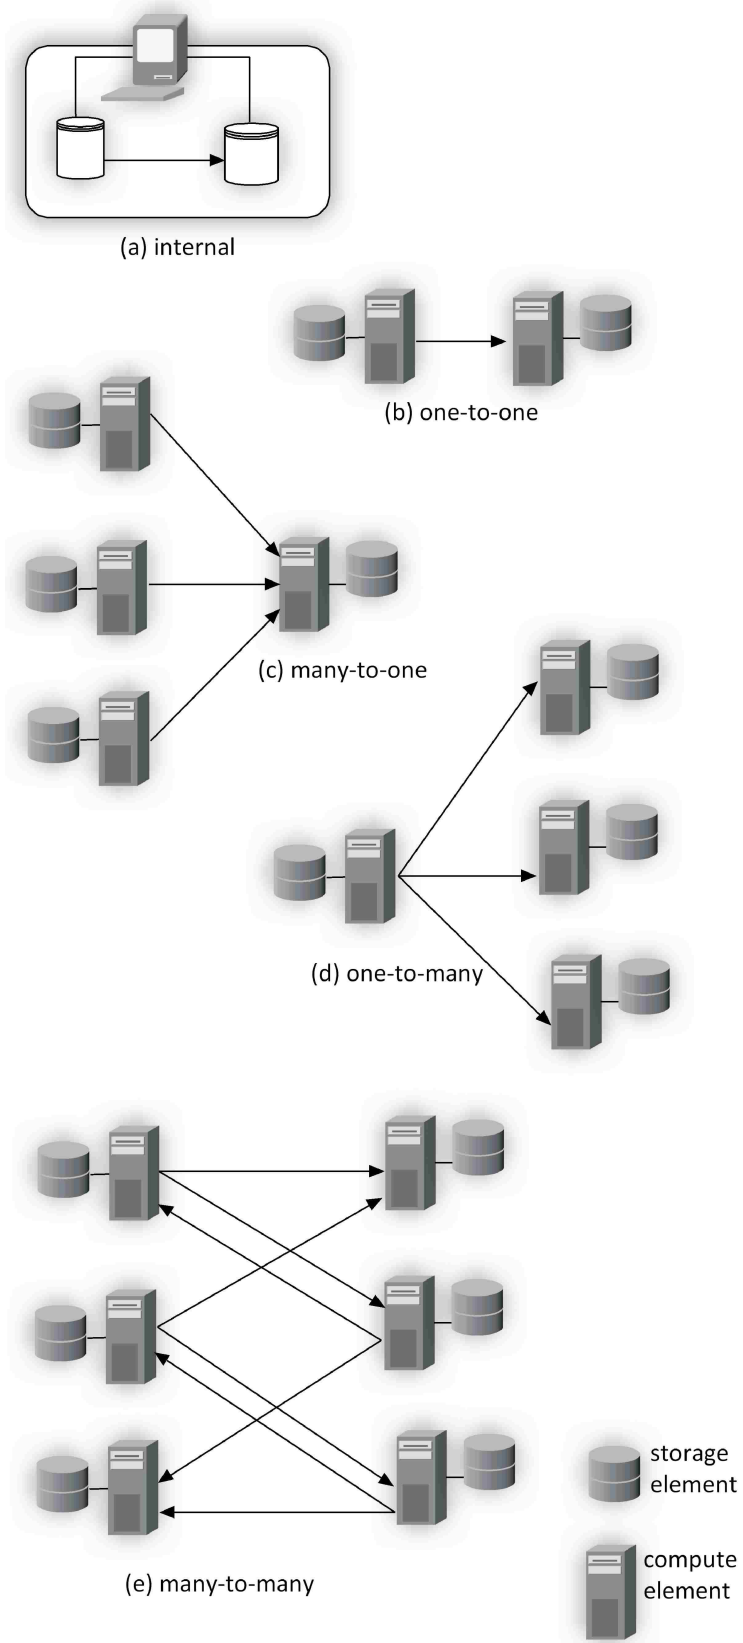 (a) internal
(b) one-to-one
(c) many-to-one
(d) one-to-many
(e) many-to-many
storage
element
compute
element